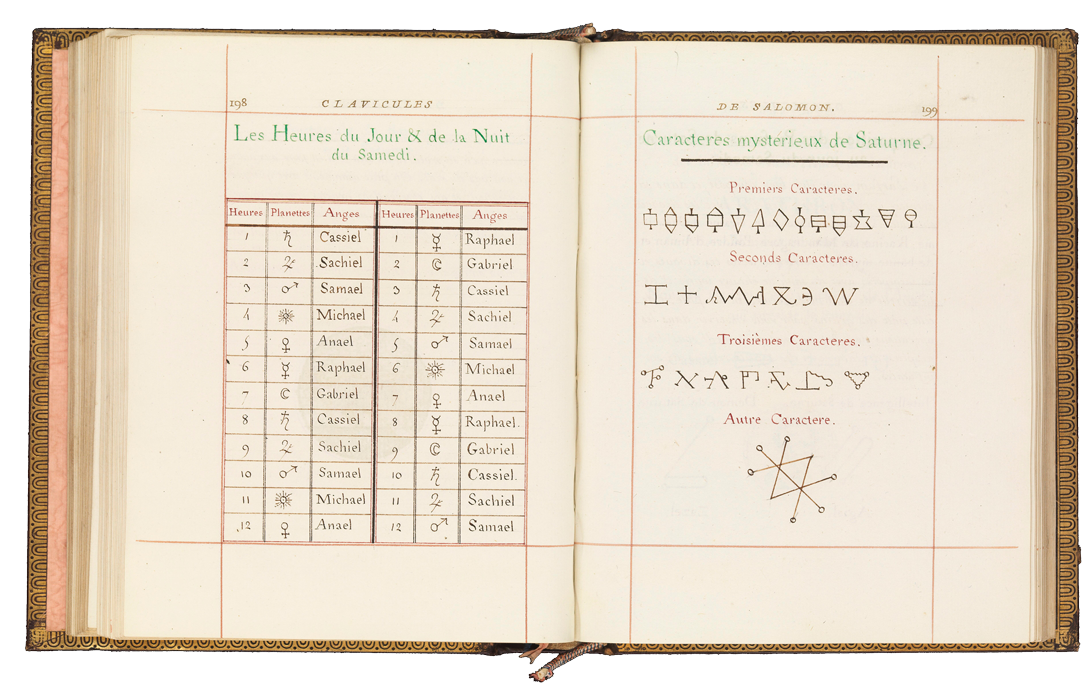 198 CLAVICULES
Les Heures du Jour & de la Nuit
du Samedi.
Heures Planettes Anges Heures Planettes Anges
1 ♄ Cassiel 1 ☿ Raphael
2 ♃ Sachiel 2 ☾ Gabriel
3 ♂ Samael 3 ♄ Cassiel
4 ☉ Michael 4 ♃ Sachiel
5 ♀ Anael 5 ♂ Samael
6 ☿ Raphael 6 ☉ Michael
7 ☾ Gabriel 7 ♀ Anael
8 ♄ Cassiel 8 ☿ Raphael.
9 ♃ Sachiel 9 ☾ Gabriel
10 ♂ Samael 10 ♄ Cassiel.
11 ☉ Michael 11 ♃ Sachiel
12 ♀ Anael 12 ♂ Samael
DE SALOMON. 199
Caracteres mysterieux de Saturne.
Premiers Caracteres.
Seconds Caracteres.
Troisièmes Caracteres.
Autre Caractere.